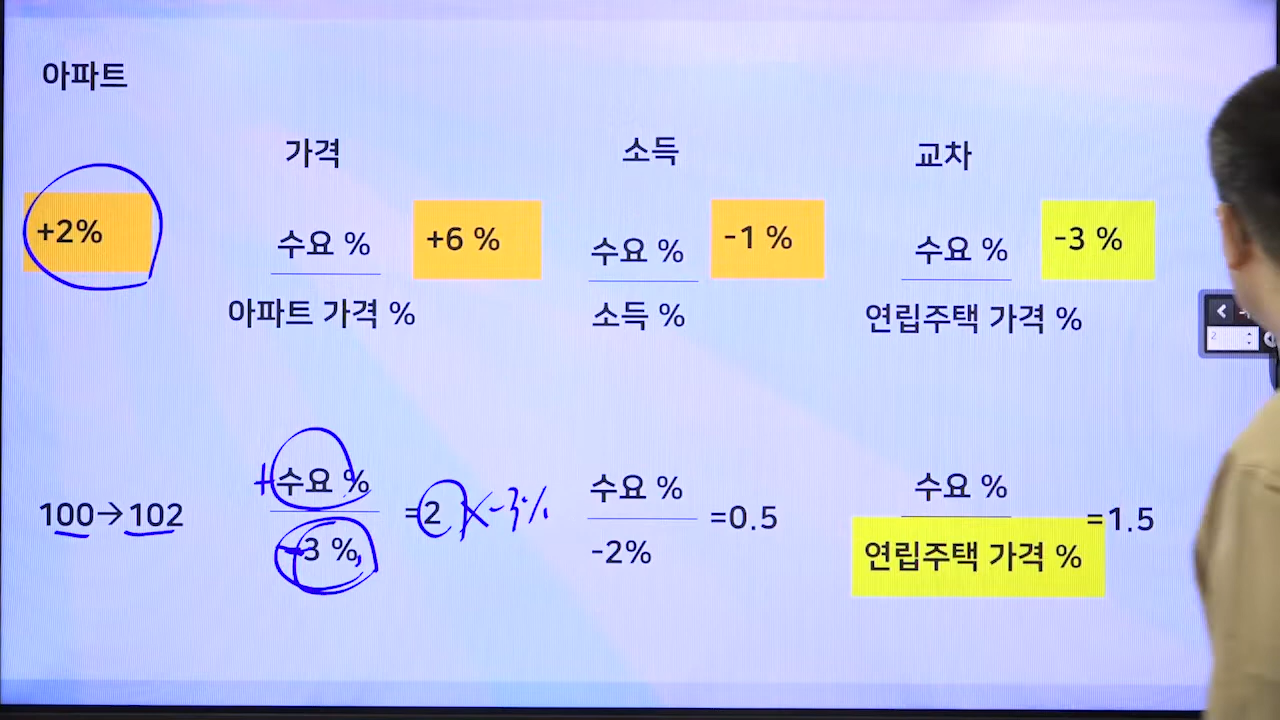 아파트
가격
소득
교차
+2%
수요 %
+6 %
수요 %
-1 %
수요 %
-3 %
아파트 가격 %
소득 %
연립주택 가격 %
100→102
+수요 %
=2 x-3%
-3 %
수요 %
=0.5
-2%
수요 %
=1.5
연립주택 가격 %
2